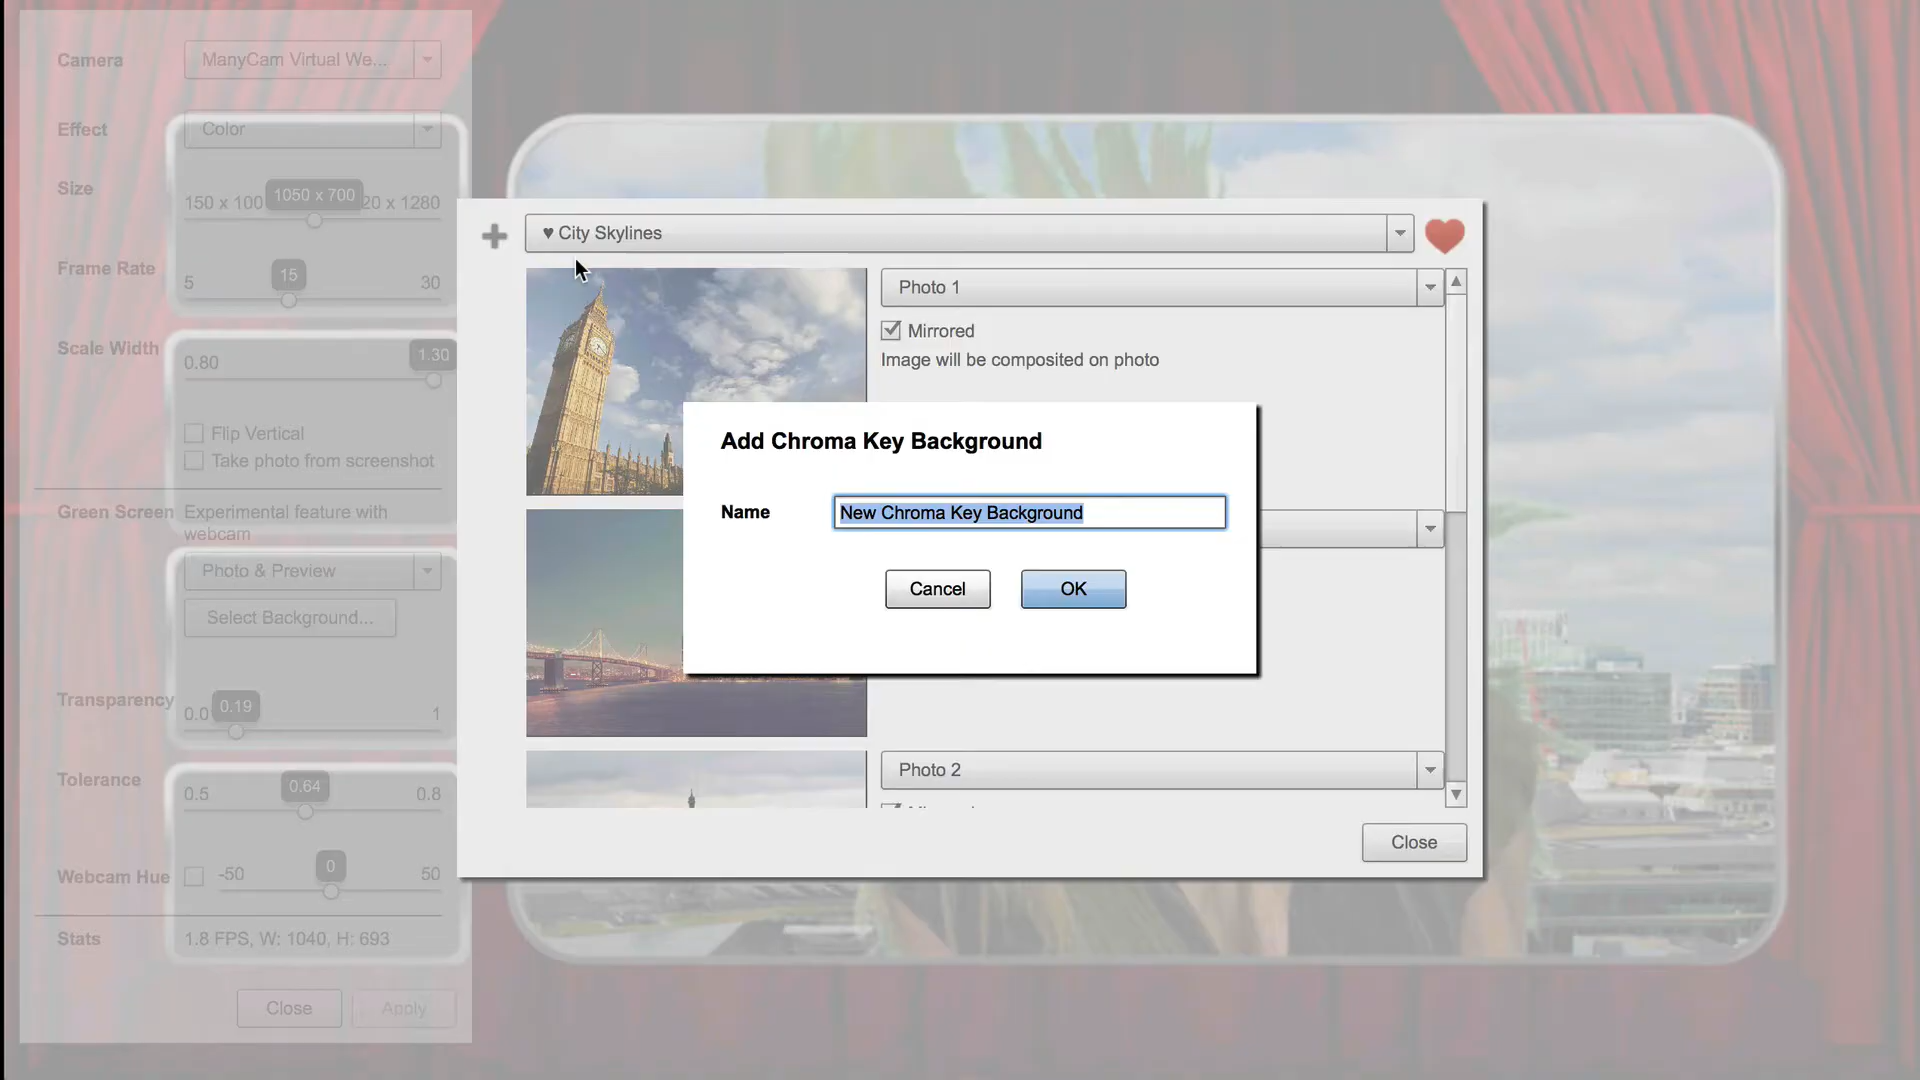 Camera
ManyCam Virtual We...
Effect
Color
Size
150 x 100
1050 x 700
20 x 1280
Frame Rate
5
15
30
Scale Width
0.80
1.30
Flip Vertical
Take photo from screenshot
Green Screen
Experimental feature with
webcam
Photo & Preview
Select Background...
Transparency
0.0
0.19
1
Tolerance
0.5
0.64
0.8
Webcam Hue
-50
0
50
Stats
1.8 FPS, W: 1040, H: 693
Close
Apply
♥ City Skylines
Photo 1
Mirrored
Image will be composited on photo
Add Chroma Key Background
Name
New Chroma Key Background
Cancel
OK
Photo 2
Close